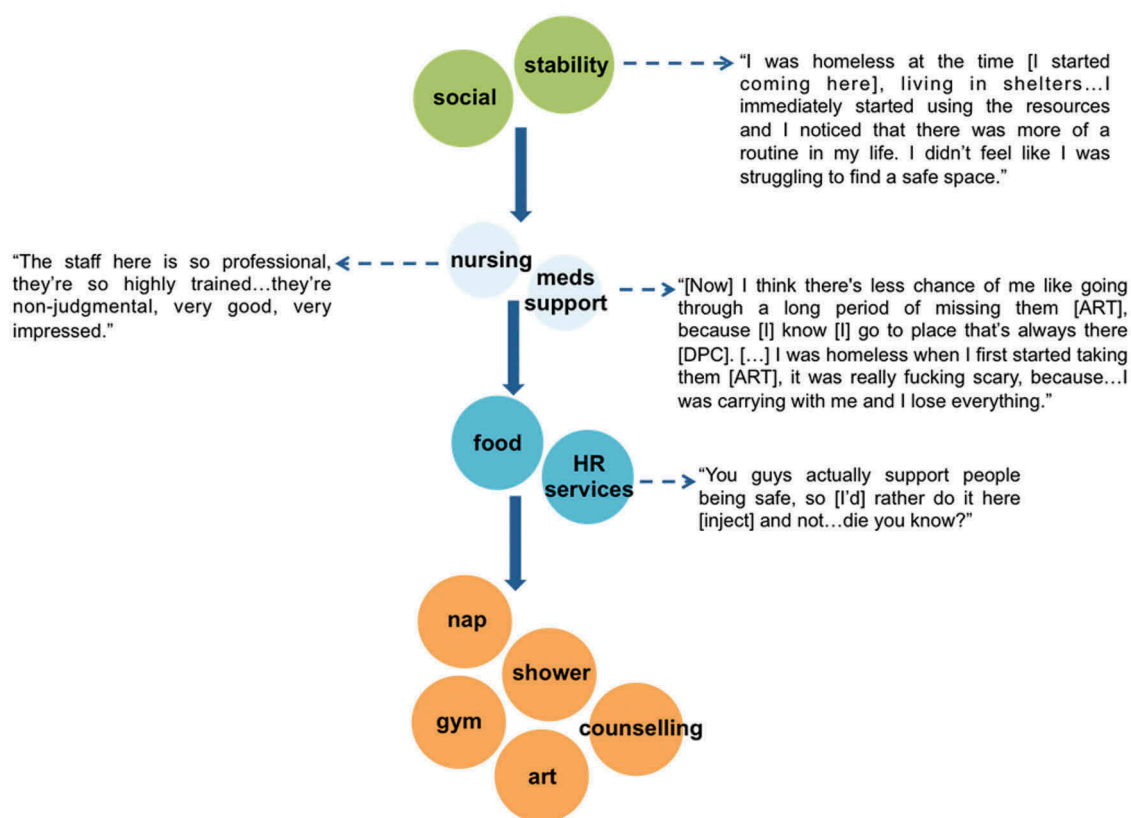 stability
social
“I was homeless at the time [I started
coming here], living in shelters…I
immediately started using the resources
and I noticed that there was more of a
routine in my life. I didn’t feel like I was
struggling to find a safe space.”
nursing
“The staff here is so professional,
they’re so highly trained…they’re
non-judgmental, very good, very
impressed.”
meds
support
“[Now] I think there's less chance of me like going
through a long period of missing them [ART],
because [I] know [I] go to place that’s always there
[DPC]. […] I was homeless when I first started taking
them [ART], it was really fucking scary, because…I
was carrying with me and I lose everything.”
food
HR
services
“You guys actually support people
being safe, so [I’d] rather do it here
[inject] and not…die you know?”
nap
shower
gym
counselling
art